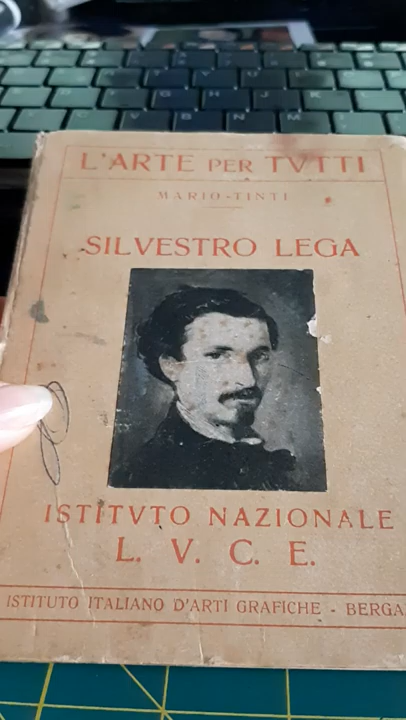 L'ARTE PER TVTTI
MARIO-TINTI
SILVESTRO LEGA
ISTITVTO NAZIONALE
L. V. C. E.
ISTITUTO ITALIANO D'ARTI GRAFICHE - BERGA